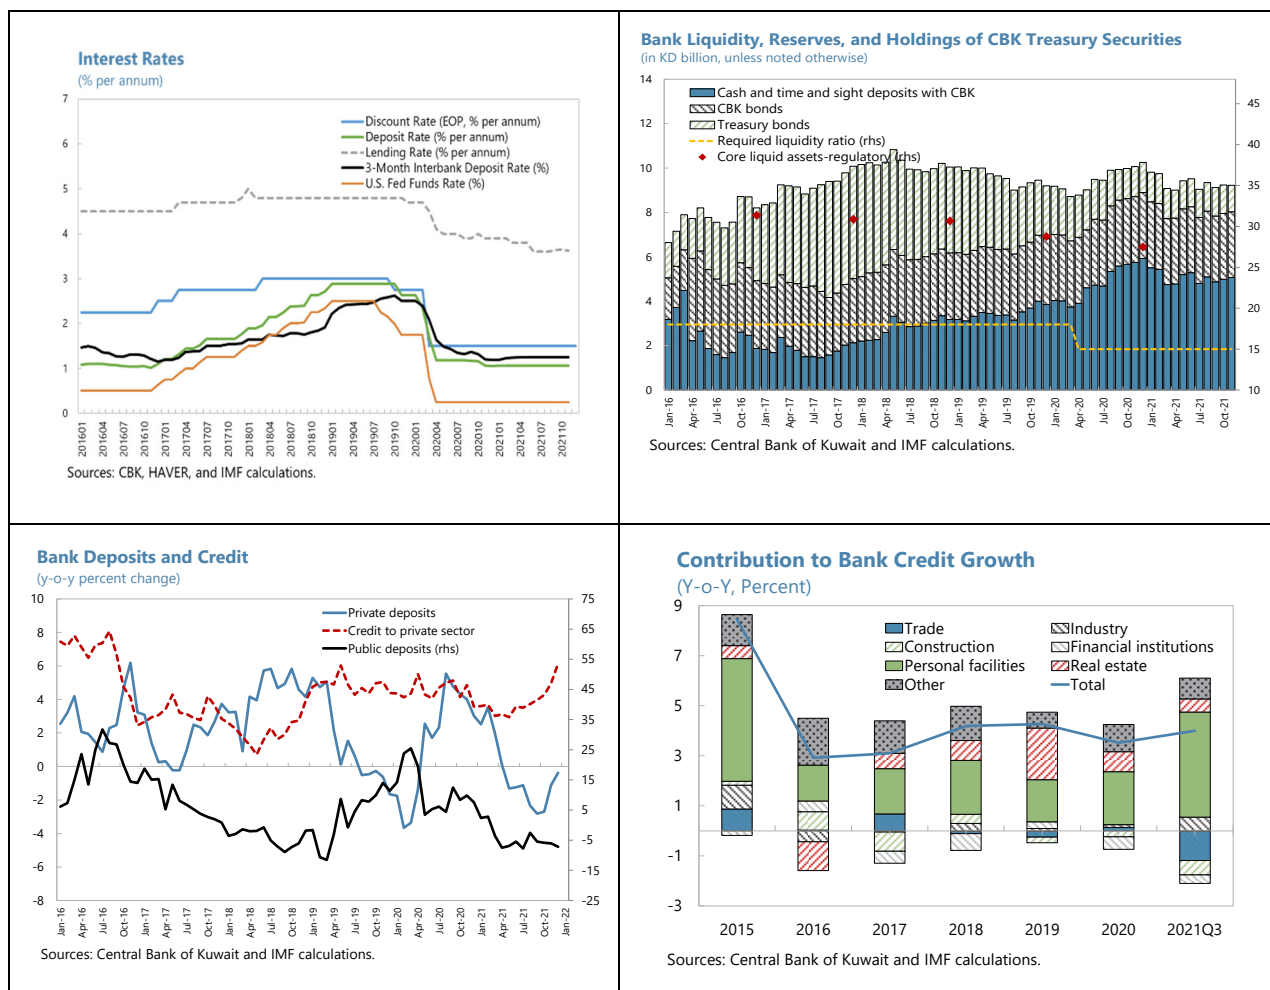 Interest Rates
(% per annum)
7
6
5
4
3
2
1
0
Discount Rate (EOP, % per annum)
Deposit Rate (% per annum)
Lending Rate (% per annum)
3-Month Interbank Deposit Rate (%)
U.S. Fed Funds Rate (%)
201601
201604
201607
201610
201701
201704
201707
201710
201801
201804
201807
201810
201901
201904
201907
201910
202001
202004
202007
202010
202101
202104
202107
202110
Sources: CBK, HAVER, and IMF calculations.
Bank Liquidity, Reserves, and Holdings of CBK Treasury Securities
(in KD billion, unless noted otherwise)
14
12
10
8
6
4
2
0
Cash and time and sight deposits with CBK
CBK bonds
Treasury bonds
Required liquidity ratio (rhs)
Core liquid assets-regulatory (rhs)
45
40
35
30
25
20
15
10
Jan-16
Apr-16
Jul-16
Oct-16
Jan-17
Apr-17
Jul-17
Oct-17
Jan-18
Apr-18
Jul-18
Oct-18
Jan-19
Apr-19
Jul-19
Oct-19
Jan-20
Apr-20
Jul-20
Oct-20
Jan-21
Apr-21
Jul-21
Oct-21
Sources: Central Bank of Kuwait and IMF calculations.
Bank Deposits and Credit
(y-o-y percent change)
10
8
6
4
2
0
-2
-4
-6
-8
Private deposits
Credit to private sector
Public deposits (rhs)
75
65
55
45
35
25
15
5
-5
-15
-25
Jan-16
Apr-16
Jul-16
Oct-16
Jan-17
Apr-17
Jul-17
Oct-17
Jan-18
Apr-18
Jul-18
Oct-18
Jan-19
Apr-19
Jul-19
Oct-19
Jan-20
Apr-20
Jul-20
Oct-20
Jan-21
Apr-21
Jul-21
Oct-21
Jan-22
Sources: Central Bank of Kuwait and IMF calculations.
Contribution to Bank Credit Growth
(Y-o-Y, Percent)
9
7
5
3
1
-1
-3
Trade
Industry
Construction
Financial institutions
Personal facilities
Real estate
Other
Total
2015
2016
2017
2018
2019
2020
2021Q3
Sources: Central Bank of Kuwait and IMF calculations.